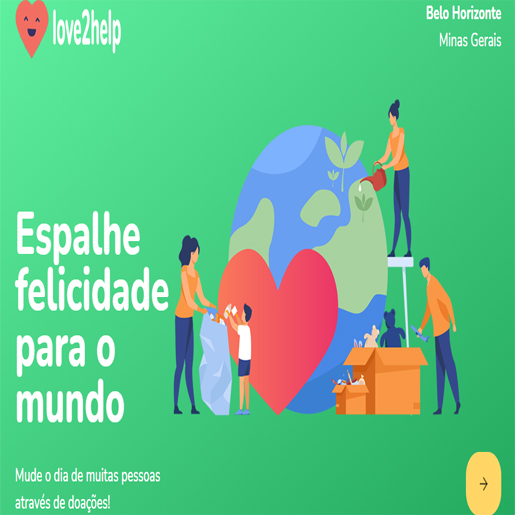 love2help
Belo Horizonte
Minas Gerais
Espalhe
felicidade
para o
mundo
Mude o dia de muitas pessoas
através de doações!